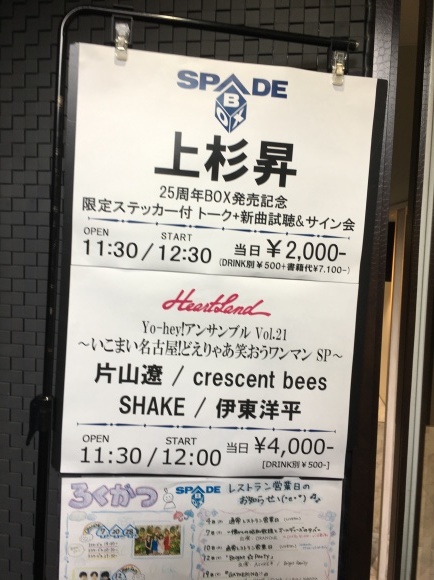 SPADE
BOX
上杉昇
25周年BOX発売記念
限定ステッカー付 トーク+新曲試聴&サイン会
OPEN START
11:30/12:30 当日 ¥2,000-
(DRINK別¥500+書籍代¥7,100-)
HeartLand
Yo-hey!アンサンブル Vol.21
~いこまい名古屋!どえりゃあ笑おうワンマン SP~
片山遼 / crescent bees
SHAKE / 伊東洋平
OPEN START
11:30/12:00 当日 ¥4,000-
[DRINK別¥500-]
ろくがつ SPADE BOX レストラン営業日の
お知らせ